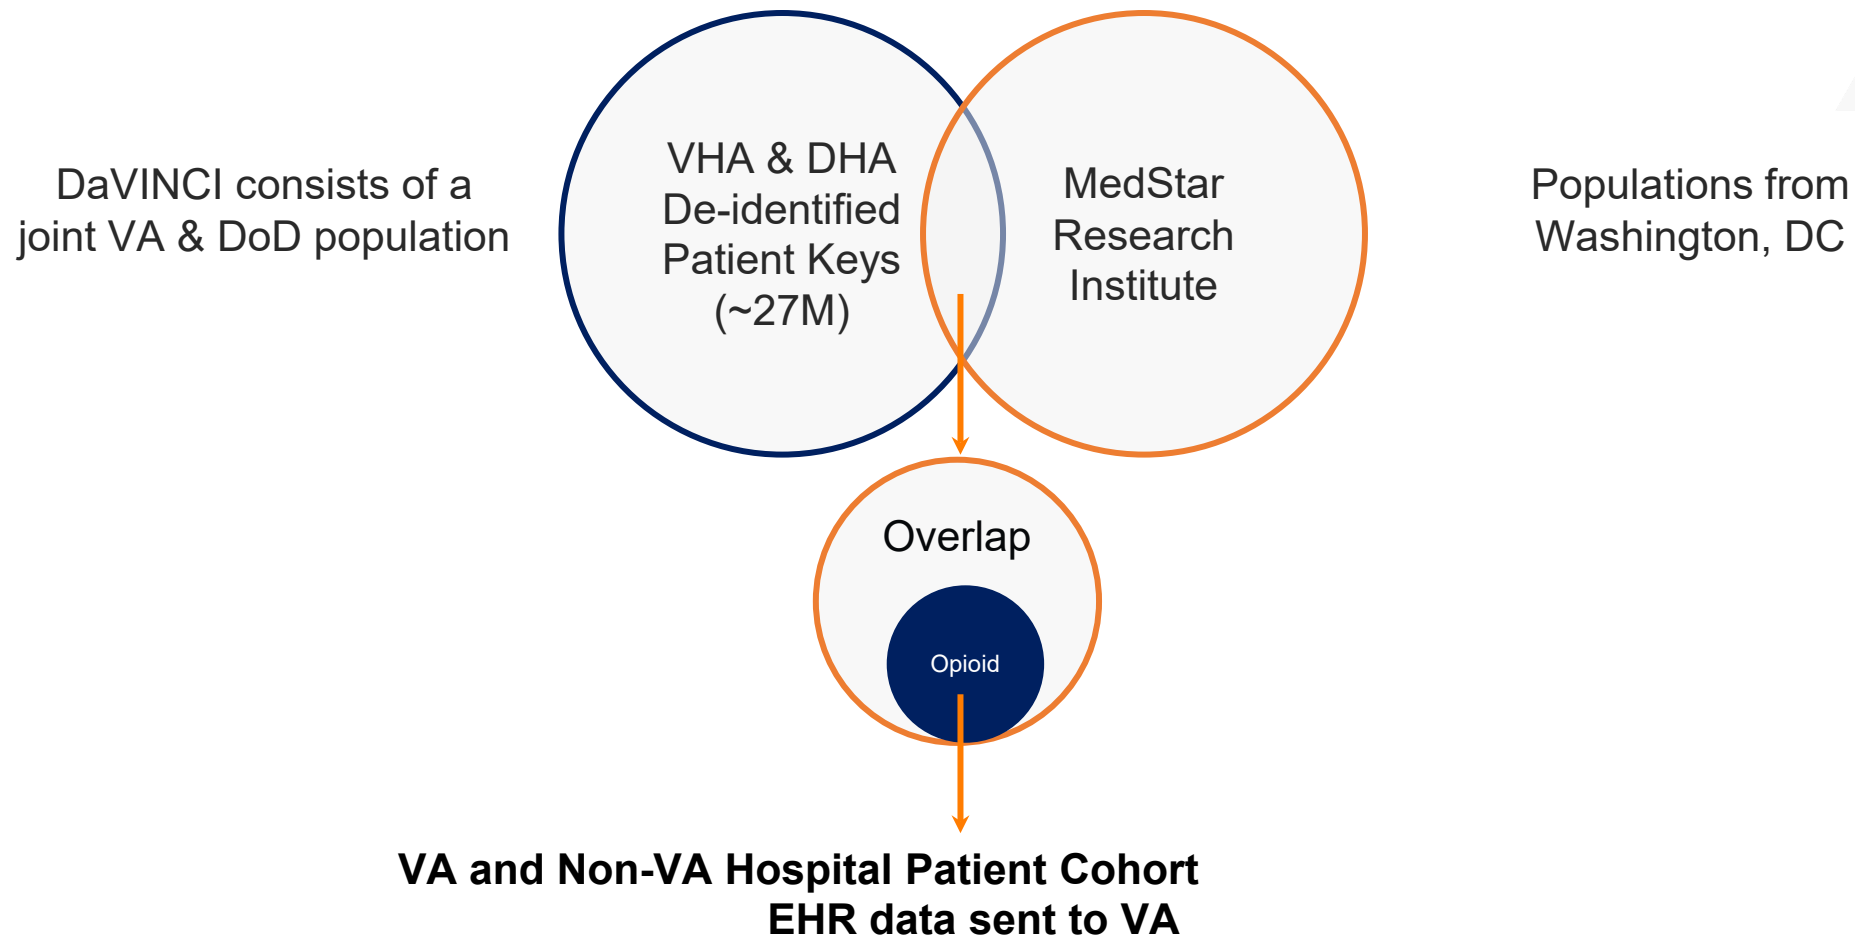 DaVINCI consists of a
joint VA & DoD population
VHA & DHA
De-identified
Patient Keys
(~27M)
MedStar
Research
Institute
Populations from
Washington, DC
Overlap
Opioid
VA and Non-VA Hospital Patient Cohort
EHR data sent to VA